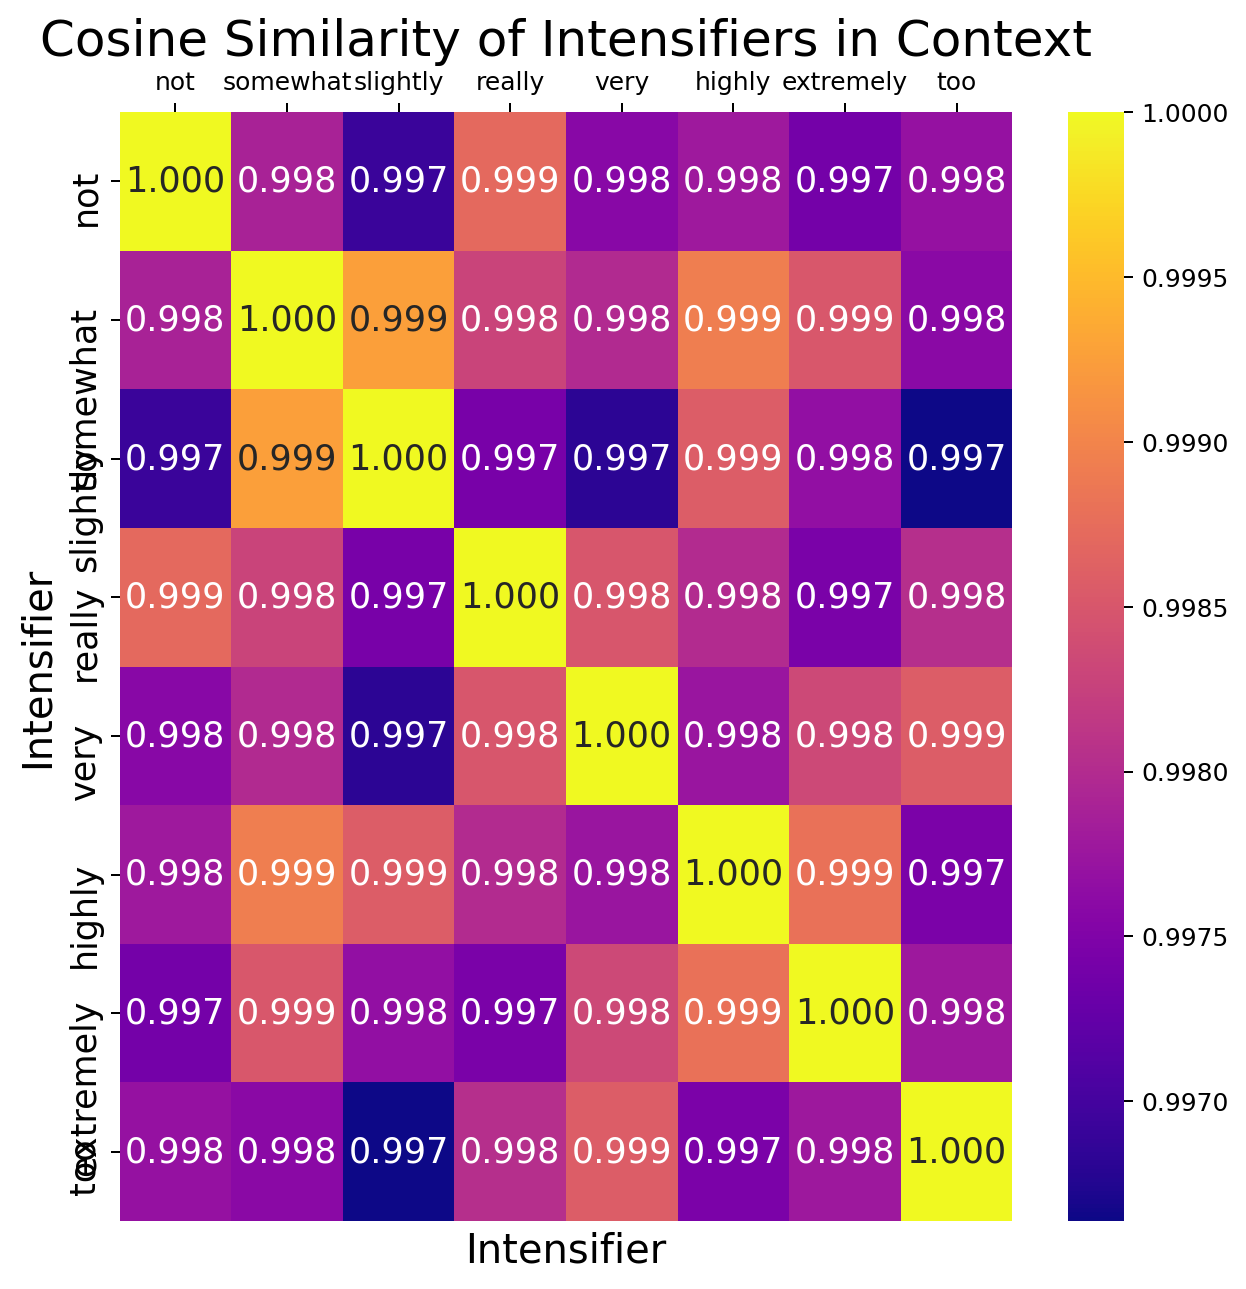 Cosine Similarity of Intensifiers in Context
not somewhat slightly really very highly extremely too
not 1.000 0.998 0.997 0.999 0.998 0.998 0.997 0.998
somewhat 0.998 1.000 0.999 0.998 0.998 0.999 0.999 0.998
slightly 0.997 0.999 1.000 0.997 0.997 0.999 0.998 0.997
really 0.999 0.998 0.997 1.000 0.998 0.998 0.997 0.998
very 0.998 0.998 0.997 0.998 1.000 0.998 0.998 0.999
highly 0.998 0.999 0.999 0.998 0.998 1.000 0.999 0.997
extremely 0.997 0.999 0.998 0.997 0.998 0.999 1.000 0.998
too 0.998 0.998 0.997 0.998 0.999 0.997 0.998 1.000
Intensifier
Intensifier
1.0000
0.9995
0.9990
0.9985
0.9980
0.9975
0.9970